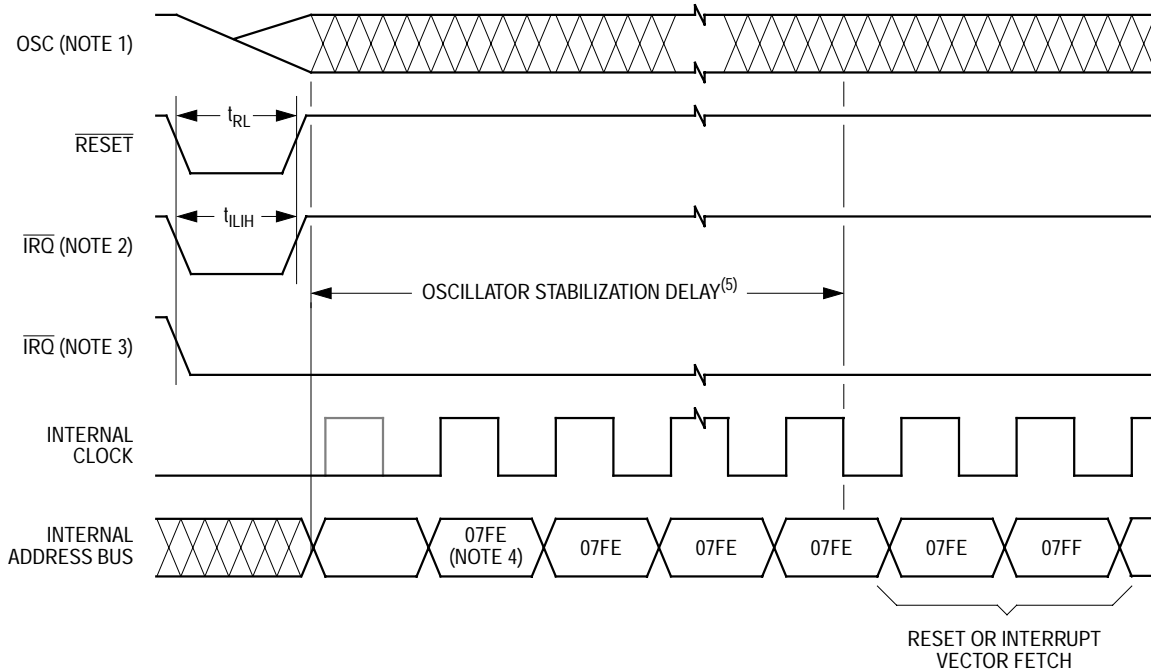 OSC (NOTE 1)
tRL
RESET
tILIH
IRQ (NOTE 2)
OSCILLATOR STABILIZATION DELAY(5)
IRQ (NOTE 3)
INTERNAL
CLOCK
INTERNAL
ADDRESS BUS
07FE
(NOTE 4)
07FE
07FE
07FE
07FE
07FF
RESET OR INTERRUPT
VECTOR FETCH